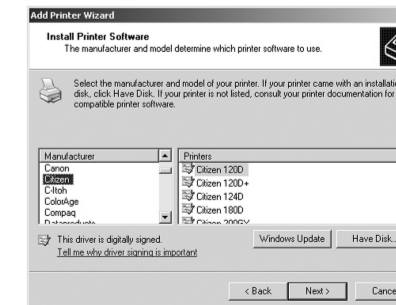 Add Printer Wizard
Install Printer Software
The manufacturer and model determine which printer software to use.
Select the manufacturer and model of your printer. If your printer came with an installatio
disk, click Have Disk. If your printer is not listed, consult your printer documentation for
compatible printer software.
Manufacturer
Canon
Citizen
C-Itoh
ColorAge
Compaq
Dataproducts
Printers
Citizen 120D
Citizen 120D+
Citizen 124D
Citizen 180D
Citizen 200GX
This driver is digitally signed.
Tell me why driver signing is important
Windows Update
Have Disk..
< Back
Next >
Cance